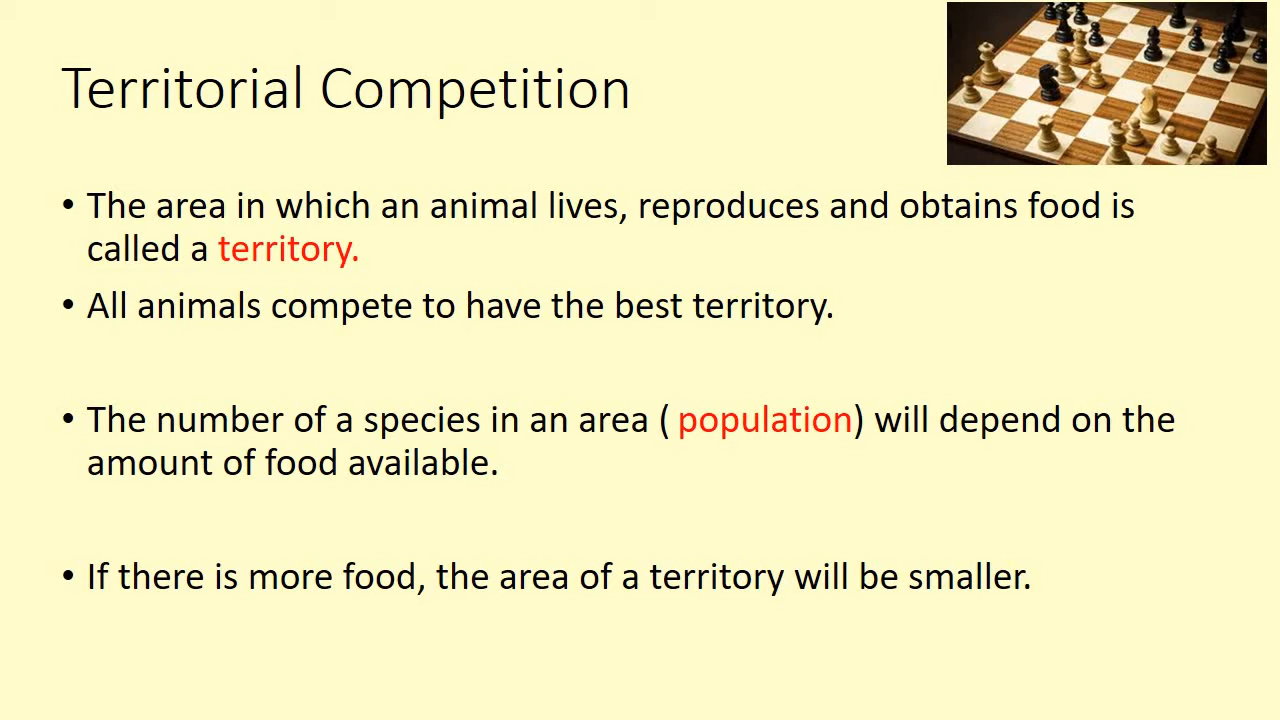 Territorial Competition
• The area in which an animal lives, reproduces and obtains food is
called a territory.
• All animals compete to have the best territory.
• The number of a species in an area ( population) will depend on the
amount of food available.
• If there is more food, the area of a territory will be smaller.